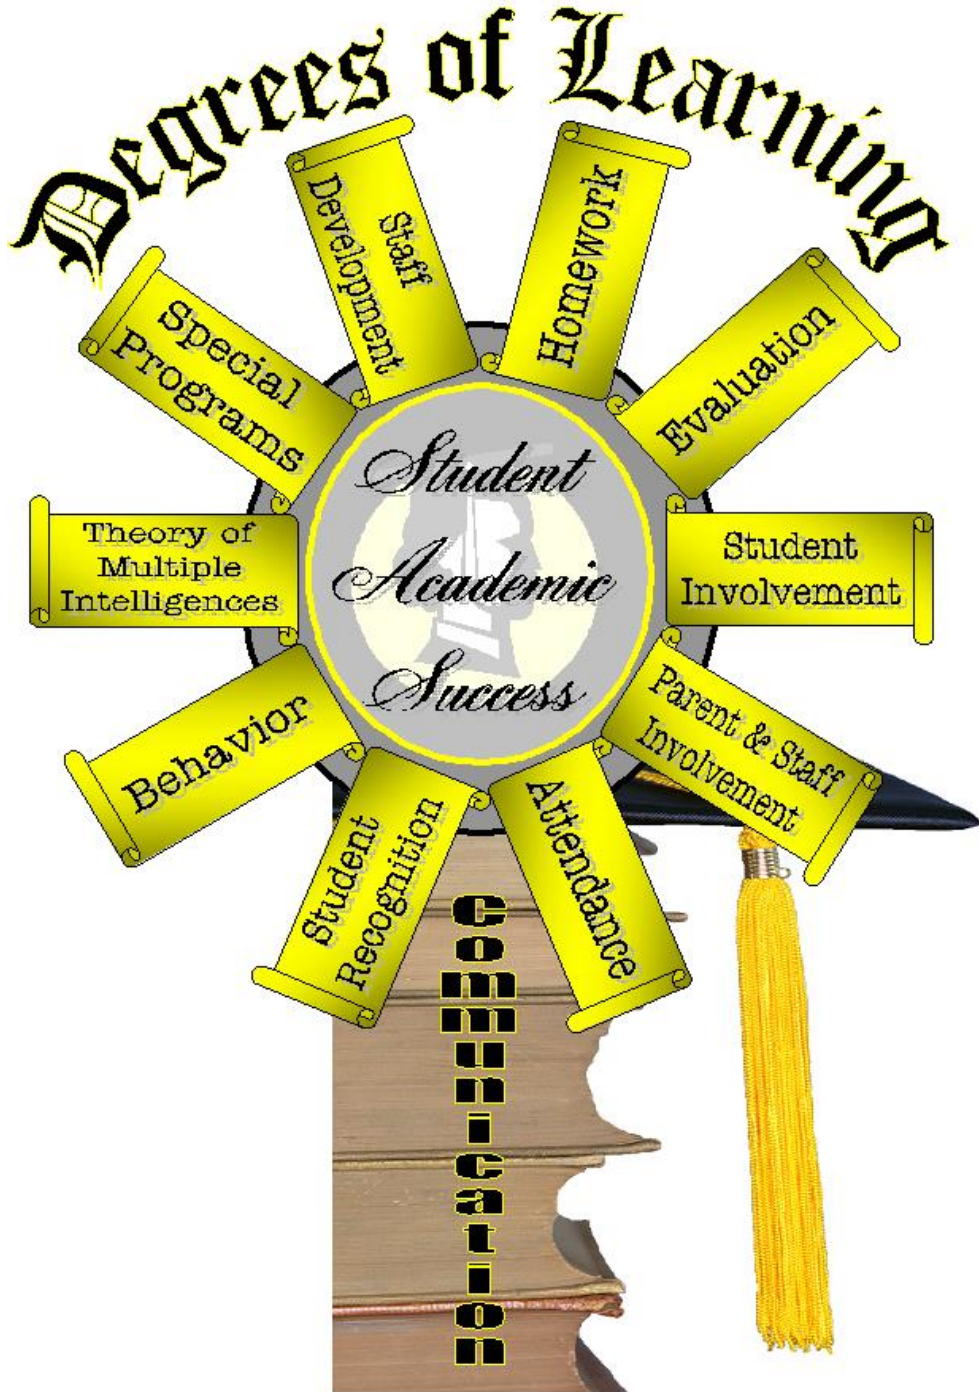 Degrees of Learning
Staff
Development
Homework
Special
Programs
Evaluation
Student
Academic
Success
Theory of
Multiple
Intelligences
Student
Involvement
Behavior
Parent & Staff
Involvement
Student
Recognition
Attendance
Communication